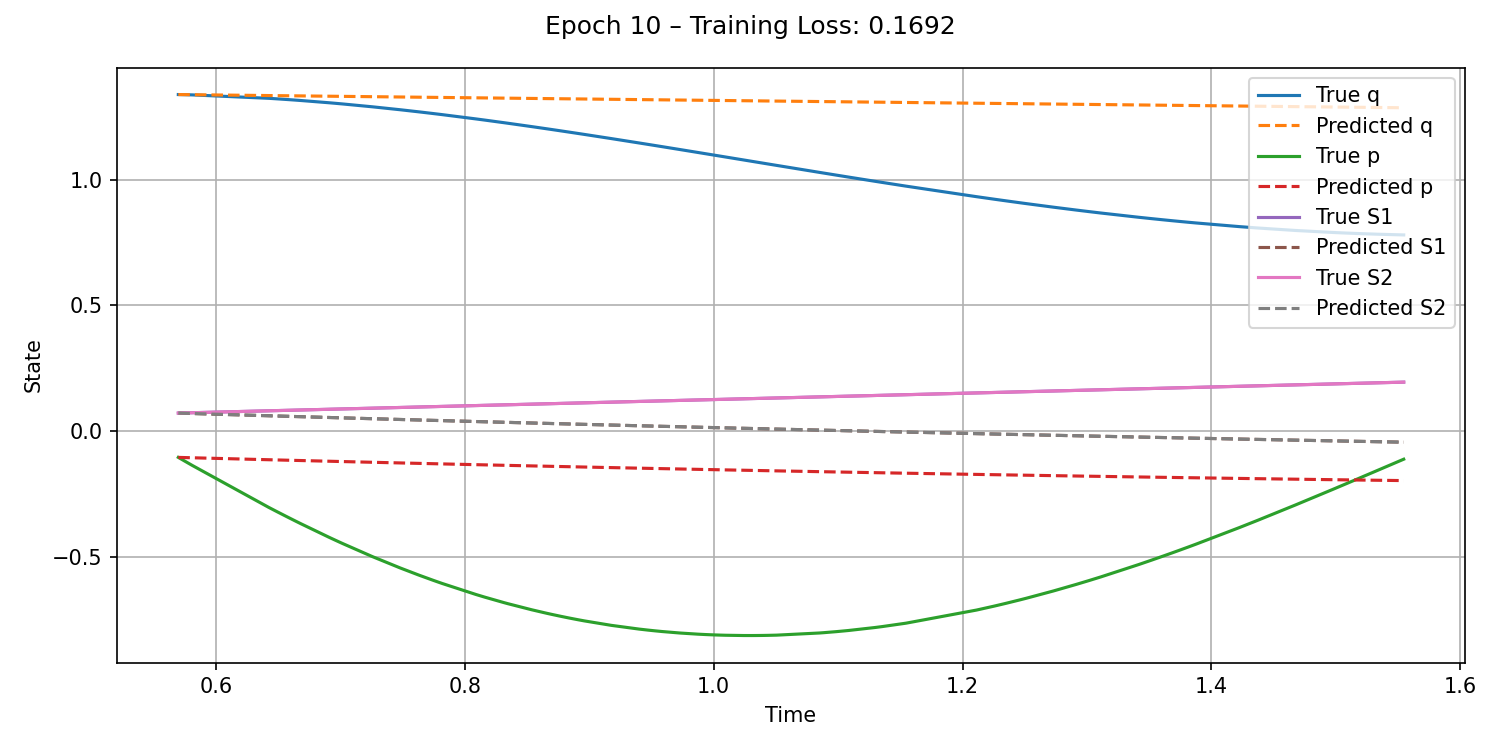 Epoch 10 – Training Loss: 0.1692
True q
Predicted q
True p
Predicted p
True S1
Predicted S1
True S2
Predicted S2
State
1.0
0.5
0.0
−0.5
0.6
0.8
1.0
1.2
1.4
1.6
Time